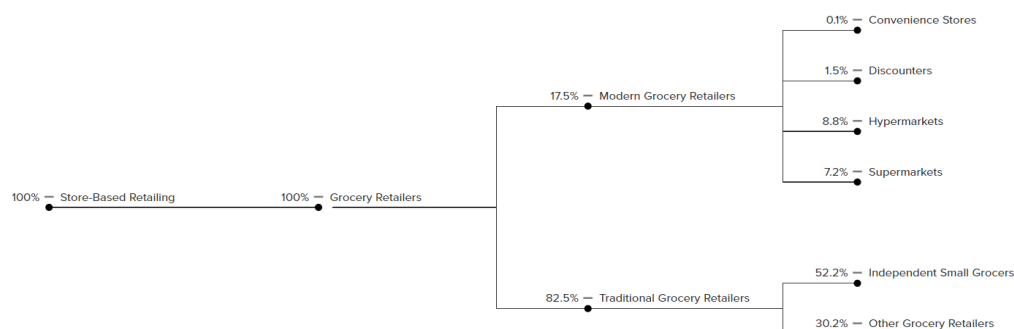 0.1% — Convenience Stores
1.5% — Discounters
17.5% — Modern Grocery Retailers
8.8% — Hypermarkets
7.2% — Supermarkets
100% — Store-Based Retailing
100% — Grocery Retailers
52.2% — Independent Small Grocers
82.5% — Traditional Grocery Retailers
30.2% — Other Grocery Retailers